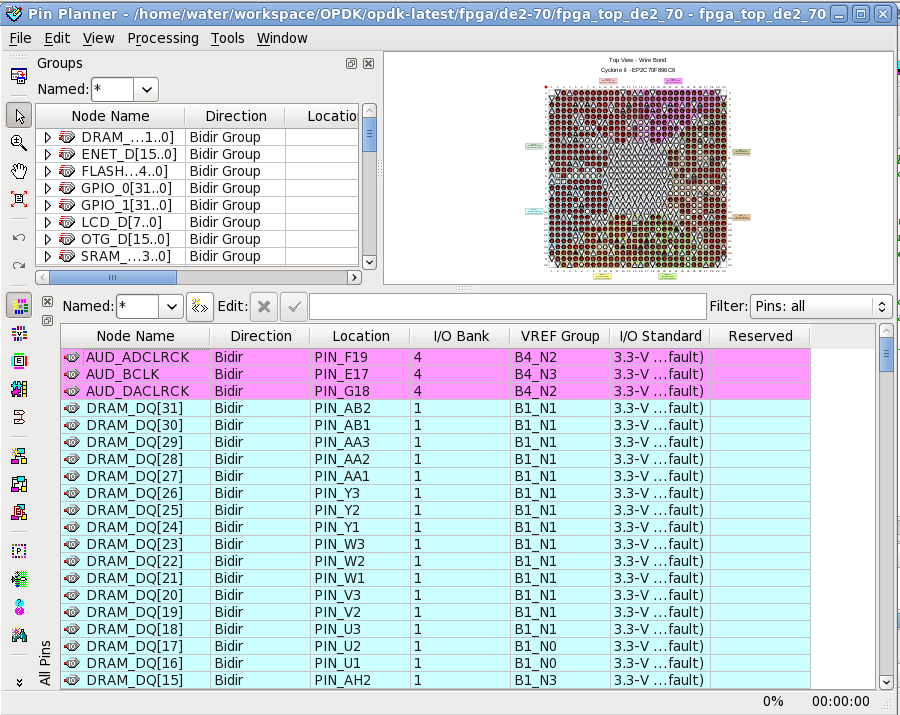 Pin Planner - /home/water/workspace/OPDK/opdk-latest/fpga/de2-70/fpga_top_de2_70 - fpga_top_de2_70
File Edit View Processing Tools Window
Groups
Named: *
Node Name Direction Locatio
DRAM_...1..0] Bidir Group
ENET_D[15..0] Bidir Group
FLASH...4..0] Bidir Group
GPIO_0[31..0] Bidir Group
GPIO_1[31..0] Bidir Group
LCD_D[7..0] Bidir Group
OTG_D[15..0] Bidir Group
SRAM_...3..0] Bidir Group
Top View - Wire Bond
Cyclone II - EP2C70F896C6
Named: * Edit: Filter: Pins: all
Node Name Direction Location I/O Bank VREF Group I/O Standard Reserved
AUD_ADCLRCK Bidir PIN_F19 4 B4_N2 3.3-V ...fault)
AUD_BCLK Bidir PIN_E17 4 B4_N3 3.3-V ...fault)
AUD_DACLRCK Bidir PIN_G18 4 B4_N2 3.3-V ...fault)
DRAM_DQ[31] Bidir PIN_AB2 1 B1_N1 3.3-V ...fault)
DRAM_DQ[30] Bidir PIN_AB1 1 B1_N1 3.3-V ...fault)
DRAM_DQ[29] Bidir PIN_AA3 1 B1_N1 3.3-V ...fault)
DRAM_DQ[28] Bidir PIN_AA2 1 B1_N1 3.3-V ...fault)
DRAM_DQ[27] Bidir PIN_AA1 1 B1_N1 3.3-V ...fault)
DRAM_DQ[26] Bidir PIN_Y3 1 B1_N1 3.3-V ...fault)
DRAM_DQ[25] Bidir PIN_Y2 1 B1_N1 3.3-V ...fault)
DRAM_DQ[24] Bidir PIN_Y1 1 B1_N1 3.3-V ...fault)
DRAM_DQ[23] Bidir PIN_W3 1 B1_N1 3.3-V ...fault)
DRAM_DQ[22] Bidir PIN_W2 1 B1_N1 3.3-V ...fault)
DRAM_DQ[21] Bidir PIN_W1 1 B1_N1 3.3-V ...fault)
DRAM_DQ[20] Bidir PIN_V3 1 B1_N1 3.3-V ...fault)
DRAM_DQ[19] Bidir PIN_V2 1 B1_N1 3.3-V ...fault)
DRAM_DQ[18] Bidir PIN_U3 1 B1_N1 3.3-V ...fault)
DRAM_DQ[17] Bidir PIN_U2 1 B1_N0 3.3-V ...fault)
DRAM_DQ[16] Bidir PIN_U1 1 B1_N0 3.3-V ...fault)
DRAM_DQ[15] Bidir PIN_AH2 1 B1_N3 3.3-V ...fault)
All Pins
0% 00:00:00